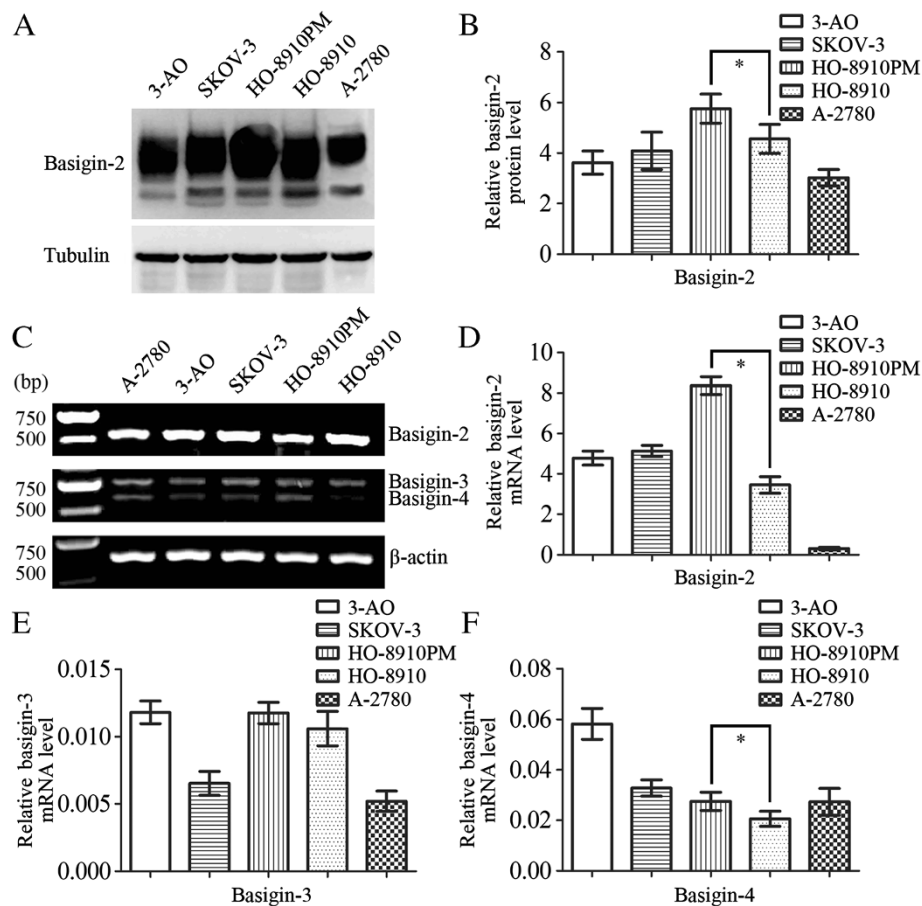 A
3-AO
SKOV-3
HO-8910PM
HO-8910
A-2780
Basigin-2
Tubulin
B
Relative basigin-2
protein level
8
6
4
2
0
*
3-AO
SKOV-3
HO-8910PM
HO-8910
A-2780
Basigin-2
C
(bp)
A-2780
3-AO
SKOV-3
HO-8910PM
HO-8910
750
500
Basigin-2
750
500
Basigin-3
Basigin-4
750
500
β-actin
D
Relative basigin-2
mRNA level
10
8
6
4
2
0
*
3-AO
SKOV-3
HO-8910PM
HO-8910
A-2780
Basigin-2
E
Relative basigin-3
mRNA level
0.015
0.010
0.005
0.000
3-AO
SKOV-3
HO-8910PM
HO-8910
A-2780
Basigin-3
F
Relative basigin-4
mRNA level
0.08
0.06
0.04
0.02
0.00
*
3-AO
SKOV-3
HO-8910PM
HO-8910
A-2780
Basigin-4